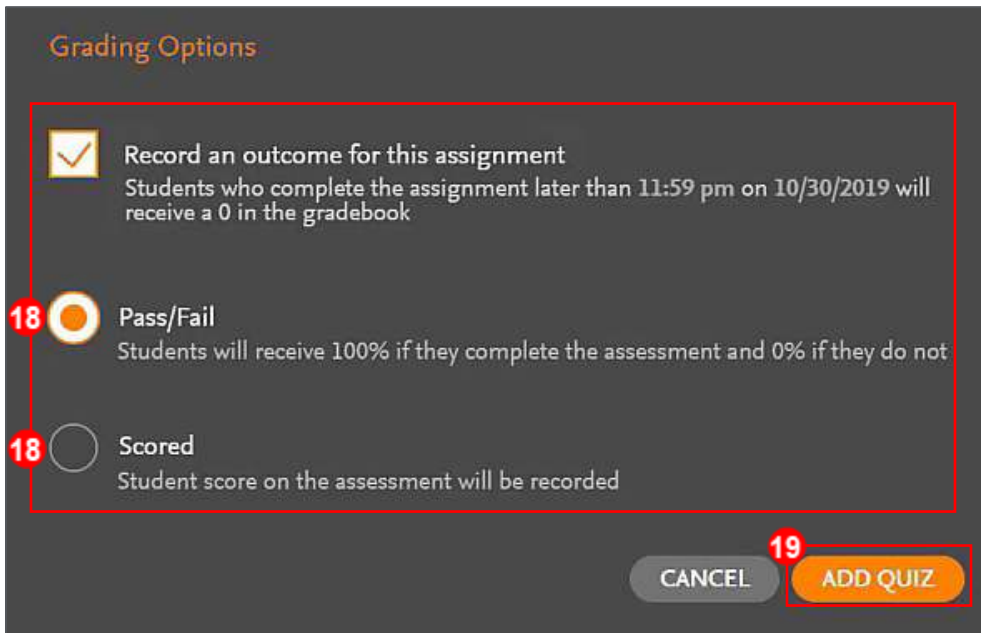 Grading Options
Record an outcome for this assignment
Students who complete the assignment later than 11:59 pm on 10/30/2019 will
receive a 0 in the gradebook
18 Pass/Fail
Students will receive 100% if they complete the assessment and 0% if they do not
18 Scored
Student score on the assessment will be recorded
19
CANCEL ADD QUIZ